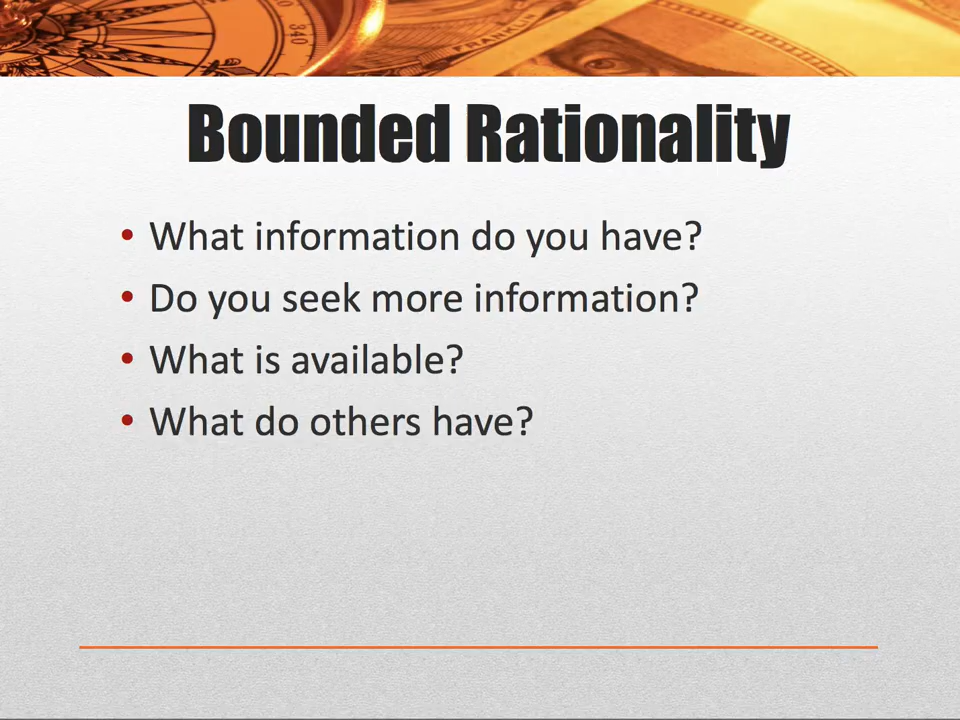 340
FRANKLIN
Bounded Rationality
• What information do you have?
• Do you seek more information?
• What is available?
• What do others have?